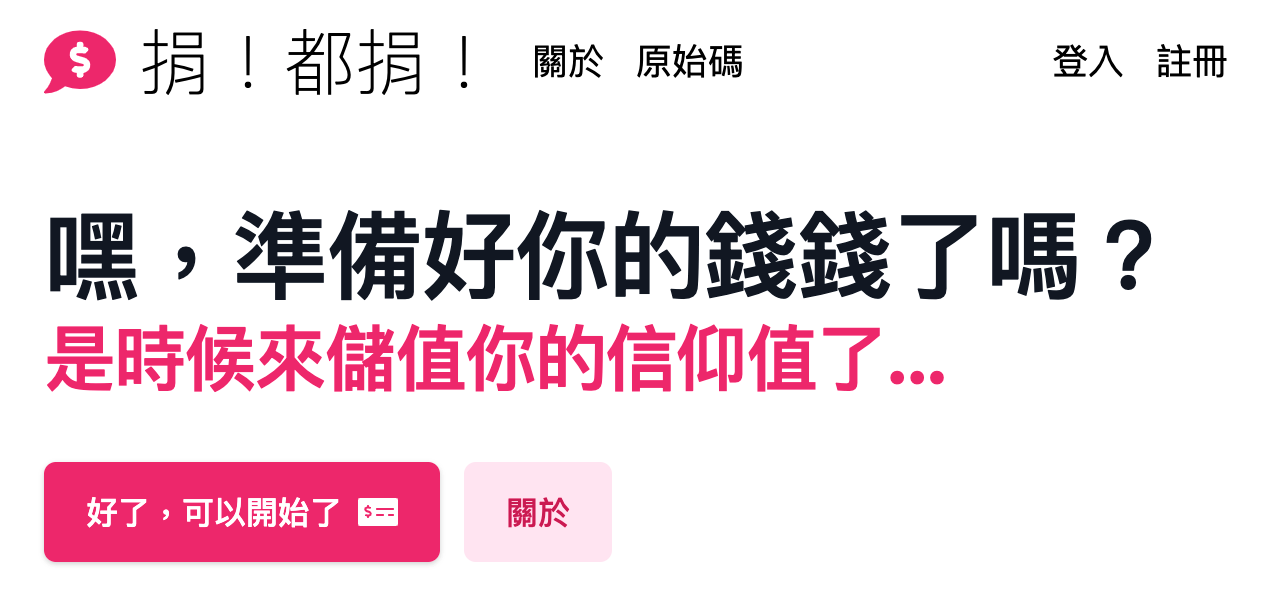 捐！都捐！ 關於 原始碼 登入 註冊
嘿，準備好你的錢錢了嗎？
是時候來儲值你的信仰值了...
好了，可以開始了 關於